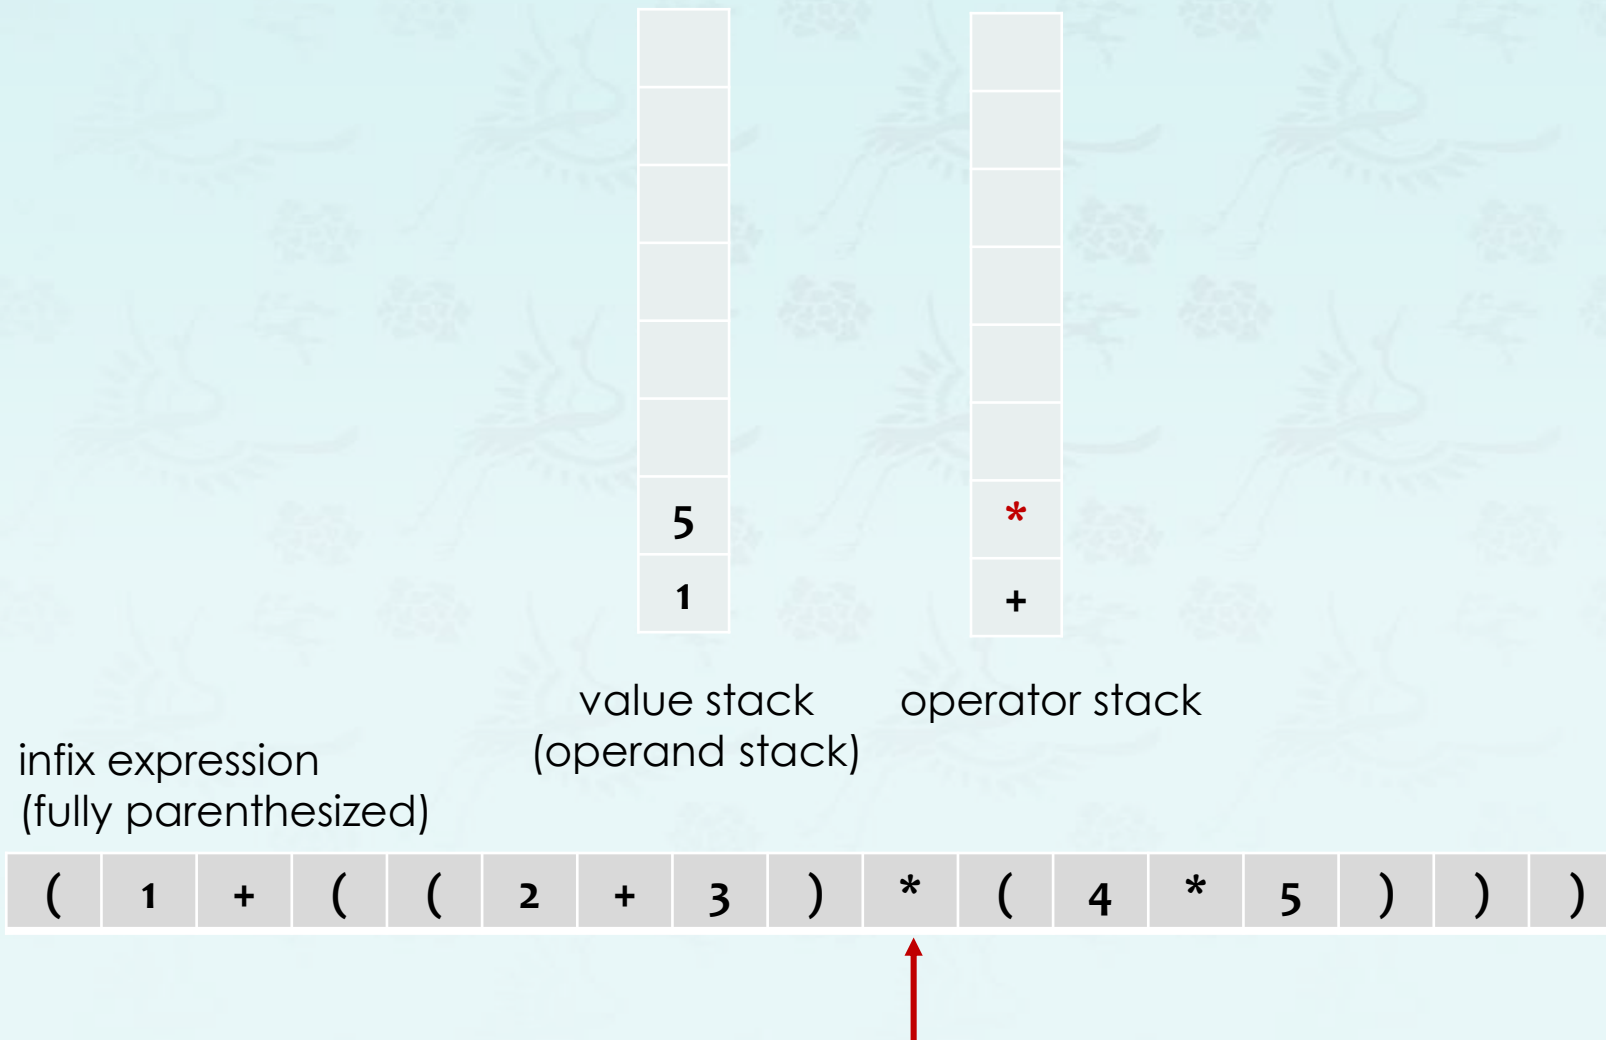 5 *
1 +
value stack operator stack
(operand stack)
infix expression
(fully parenthesized)
( 1 + ( ( 2 + 3 ) * ( 4 * 5 ) ) )